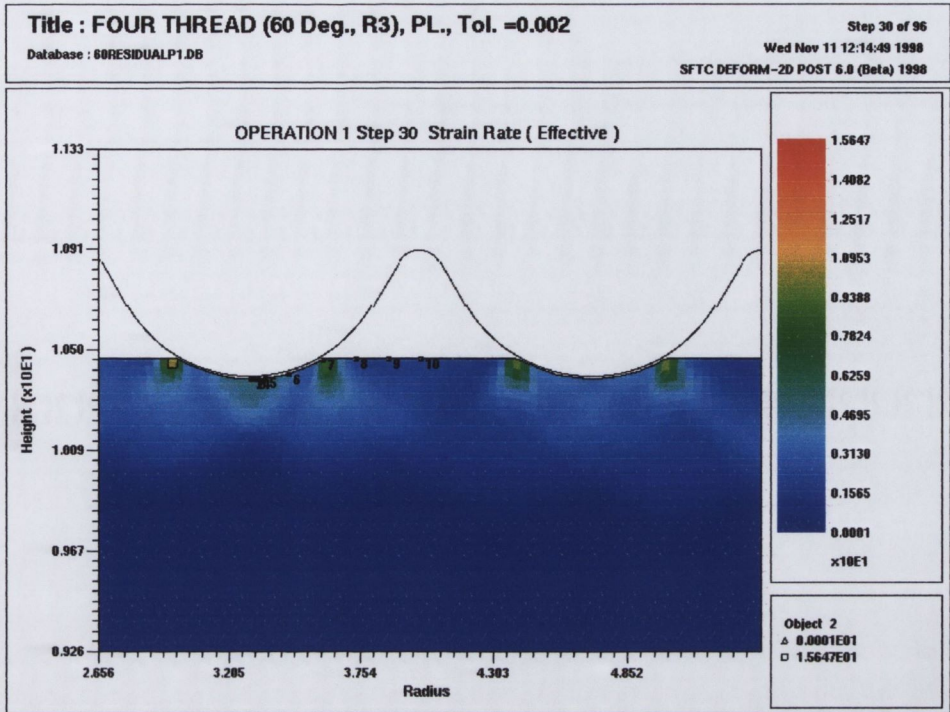 Title : FOUR THREAD (60 Deg., R3), PL., Tol. =0.002
Database : 60RESIDUALP1.DB
Step 30 of 96
Wed Nov 11 12:14:49 1998
SFTC DEFORM-2D POST 6.0 (Beta) 1998
OPERATION 1 Step 30 Strain Rate ( Effective )
Height (x10E1)
1.133
1.091
1.050
1.009
0.967
0.926
5
6
7
8
9
10
2.656
3.205
3.754
4.303
4.852
Radius
1.5647
1.4082
1.2517
1.0953
0.9388
0.7824
0.6259
0.4695
0.3130
0.1565
0.0001
x10E1
Object 2
0.0001E01
1.5647E01